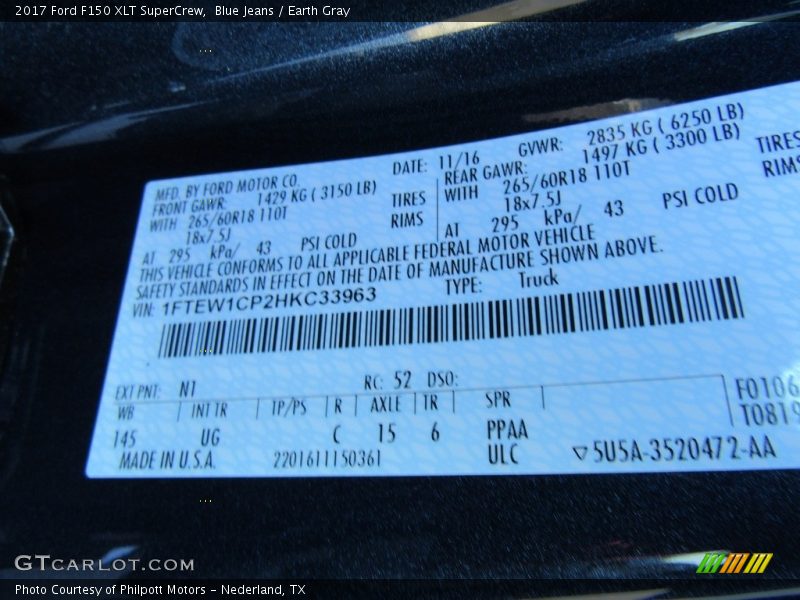 2017 Ford F150 XLT SuperCrew, Blue Jeans / Earth Gray
MFD. BY FORD MOTOR CO.
DATE: 11/16 GVWR: 2835 KG ( 6250 LB)
FRONT GAWR: 1429 KG ( 3150 LB) REAR GAWR: 1497 KG ( 3300 LB)
WITH 265/60R18 110T TIRES WITH 265/60R18 110T TIRES
18x7.5J RIMS 18x7.5J RIMS
AT 295 kPa/ 43 PSI COLD AT 295 kPa/ 43 PSI COLD
THIS VEHICLE CONFORMS TO ALL APPLICABLE FEDERAL MOTOR VEHICLE
SAFETY STANDARDS IN EFFECT ON THE DATE OF MANUFACTURE SHOWN ABOVE.
VIN: 1FTEW1CP2HKC33963 TYPE: Truck
EXT PNT: N1 RC: 52 DSO:
WB INT TR TP/PS R AXLE TR SPR F0106
145 UG C 15 6 PPAA T0819
MADE IN U.S.A. 2201611150361 ULC ▽5U5A-3520472-AA
GTCARLOT.COM
Photo Courtesy of Philpott Motors - Nederland, TX